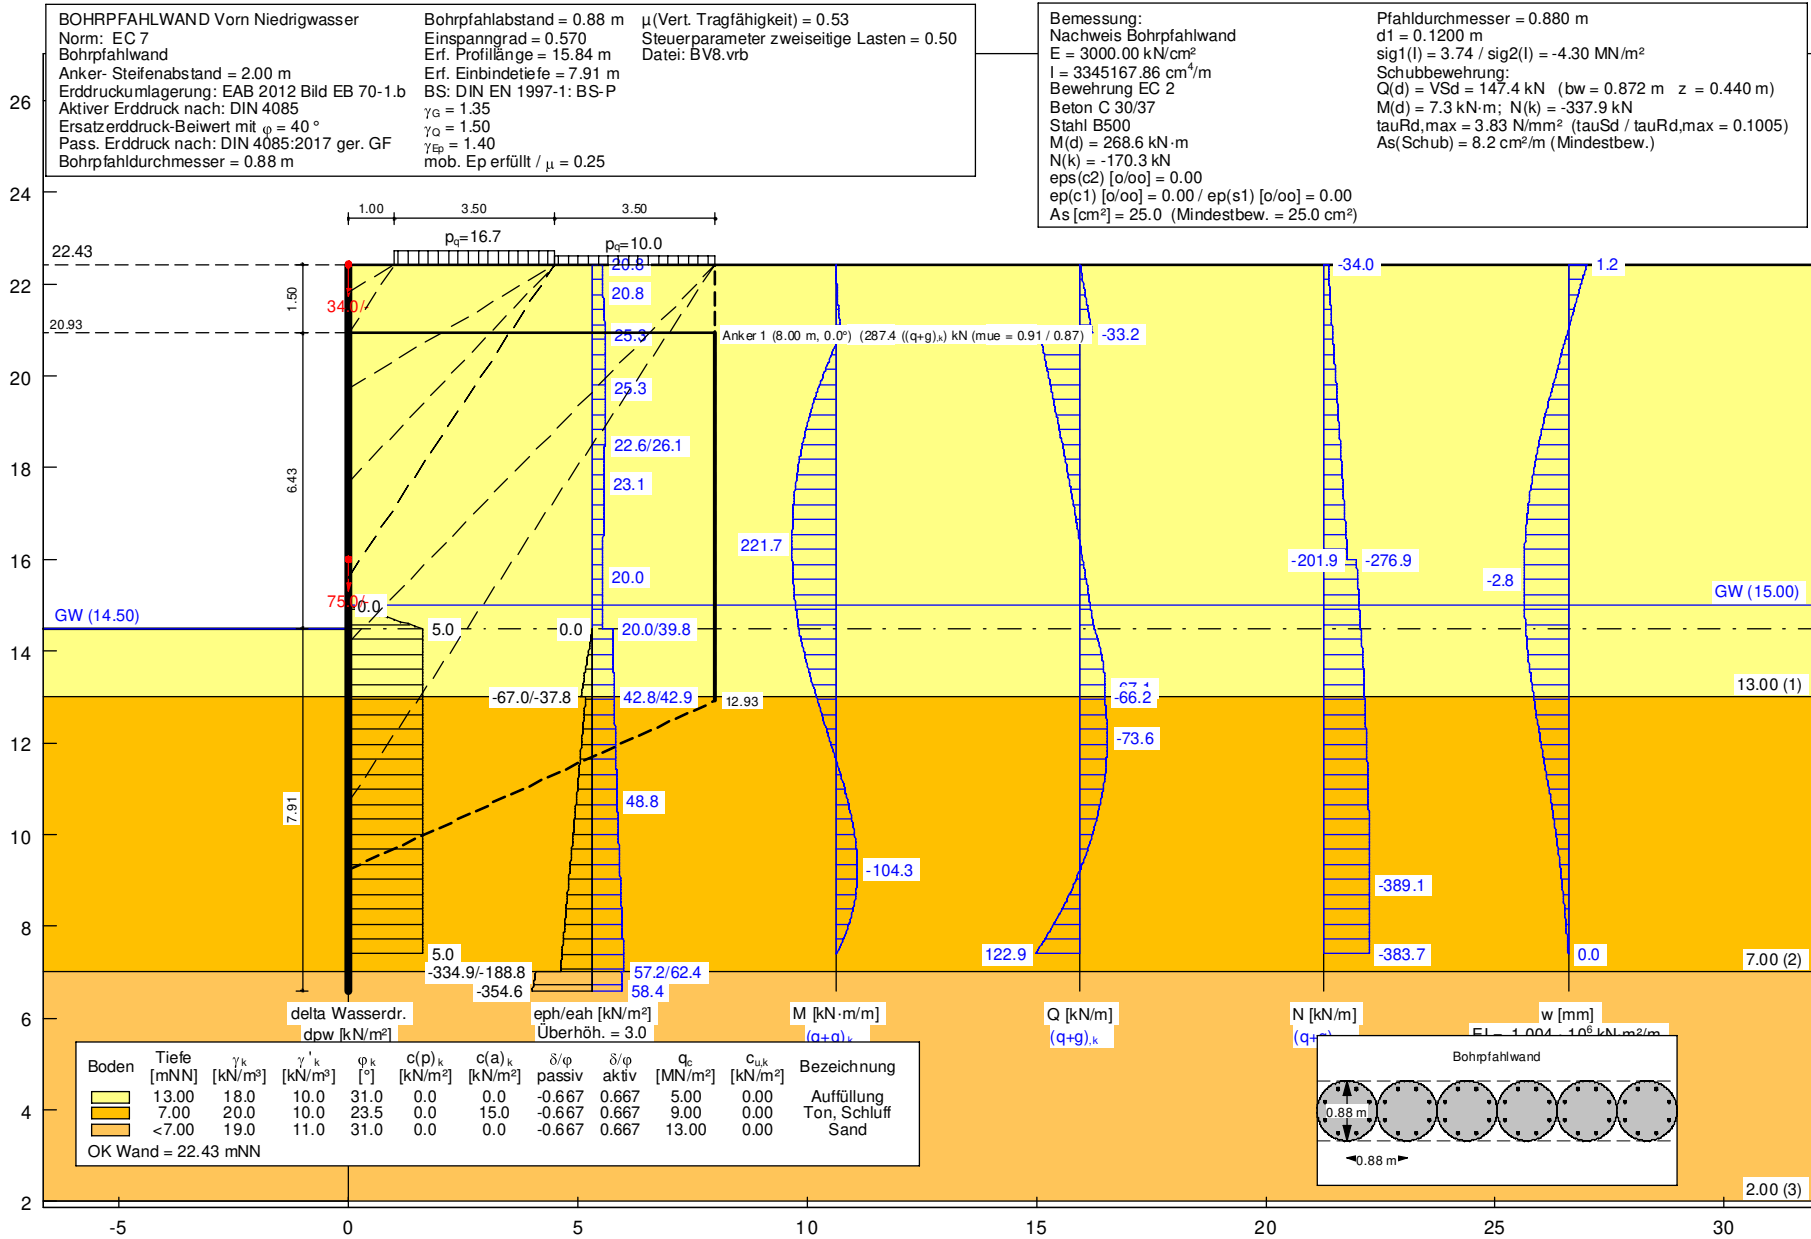 BOHRPFAHLWAND Vorn Niedrigwasser
Norm: EC 7
Bohrpfahlwand
Anker- Steifenabstand = 2.00 m
Erddruckumlagerung: EAB 2012 Bild EB 70-1.b
Aktiver Erddruck nach: DIN 4085
Ersatzerddruck-Beiwert mit φ = 40 °
Pass. Erddruck nach: DIN 4085:2017 ger. GF
Bohrpfahldurchmesser = 0.88 m
Bohrpfahlabstand = 0.88 m
Einspanngrad = 0.570
Erf. Profillänge = 15.84 m
Erf. Einbindetiefe = 7.91 m
BS: DIN EN 1997-1: BS-P
γG = 1.35
γQ = 1.50
γEp = 1.40
mob. Ep erfüllt / μ = 0.25
μ(Vert. Tragfähigkeit) = 0.53
Steuerparameter zweiseitige Lasten = 0.50
Datei: BV8.vrb
Bemessung:
Nachweis Bohrpfahlwand
E = 3000.00 kN/cm²
I = 3345167.86 cm⁴/m
Bewehrung EC 2
Beton C 30/37
Stahl B500
M(d) = 268.6 kN·m
N(k) = -170.3 kN
eps(c2) [o/oo] = 0.00
ep(c1) [o/oo] = 0.00 / ep(s1) [o/oo] = 0.00
As [cm²] = 25.0 (Mindestbew. = 25.0 cm²)
Pfahldurchmesser = 0.880 m
d1 = 0.1200 m
sig1(I) = 3.74 / sig2(I) = -4.30 MN/m²
Schubbewehrung:
Q(d) = VSd = 147.4 kN (bw = 0.872 m z = 0.440 m)
M(d) = 7.3 kN·m; N(k) = -337.9 kN
tauRd,max = 3.83 N/mm² (tauSd / tauRd,max = 0.1005)
As(Schub) = 8.2 cm²/m (Mindestbew.)
26
24
22
20
18
16
14
12
10
8
6
4
2
1.00 3.50 3.50
pq=16.7
pq=10.0
22.43
20.93
1.50
6.43
7.91
34.0/
75.0/
0.0
GW (14.50)
GW (15.00)
5.0
5.0
20.8
20.8
25.3
25.3
22.6/26.1
23.1
20.0
0.0
20.0/39.8
-67.0/-37.8
42.8/42.9
48.8
-334.9/-188.8
57.2/62.4
-354.6
58.4
Anker 1 (8.00 m, 0.0°) (287.4 ((q+g),k) kN (mue = 0.91 / 0.87)
12.93
221.7
-104.3
-33.2
-66.2
-73.6
122.9
-34.0
-201.9
-276.9
-389.1
-383.7
1.2
-2.8
0.0
13.00 (1)
7.00 (2)
2.00 (3)
delta Wasserdr.
dpw [kN/m²]
eph/eah [kN/m²]
Überhöh. = 3.0
M [kN·m/m]
(q+g),k
Q [kN/m]
(q+g),k
N [kN/m]
w [mm]
EI = 1.004 · 10⁶ kN·m²/m
Boden Tiefe [mNN] γk [kN/m³] γ'k [kN/m³] φk [°] c(p)k [kN/m²] c(a)k [kN/m²] δ/φ passiv δ/φ aktiv qc [MN/m²] cu,k [kN/m²] Bezeichnung
13.00 18.0 10.0 31.0 0.0 0.0 -0.667 0.667 5.00 0.00 Auffüllung
7.00 20.0 10.0 23.5 0.0 15.0 -0.667 0.667 9.00 0.00 Ton, Schluff
<7.00 19.0 11.0 31.0 0.0 0.0 -0.667 0.667 13.00 0.00 Sand
OK Wand = 22.43 mNN
Bohrpfahlwand
0.88 m
0.88 m
-5 0 5 10 15 20 25 30